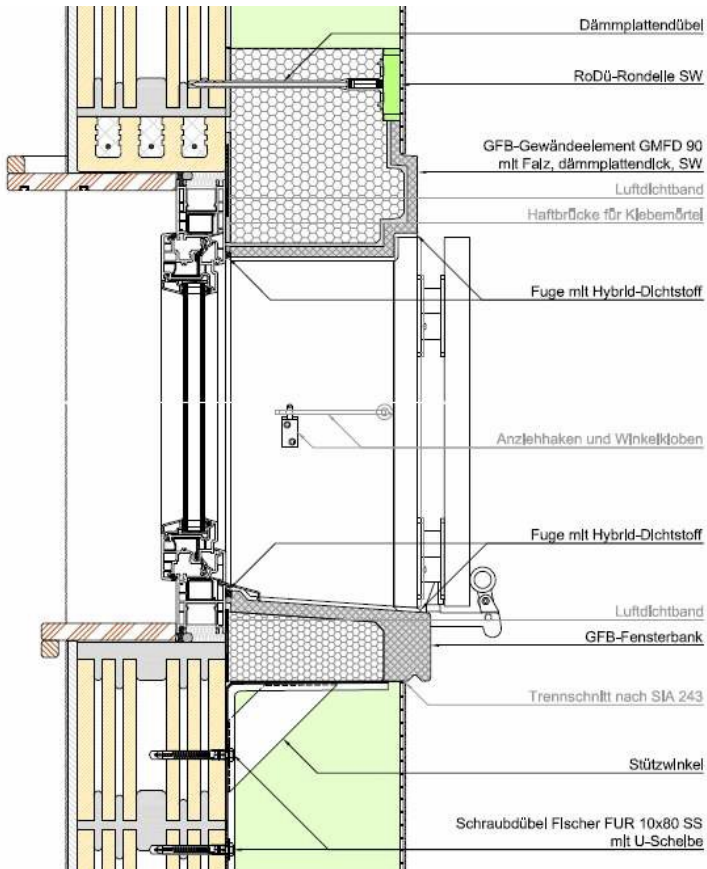 Dämmplattendübel
RoDü-Rondelle SW
GFB-Gewändeelement GMFD 90
mit Falz, dämmplattendick, SW
Luftdichtband
Haftbrücke für Klebemörtel
Fuge mit Hybrid-Dichtstoff
Anziehhaken und Winkelkloben
Fuge mit Hybrid-Dichtstoff
Luftdichtband
GFB-Fensterbank
Trennschnitt nach SIA 243
Stützwinkel
Schraubdübel Fischer FUR 10x80 SS
mit U-Scheibe